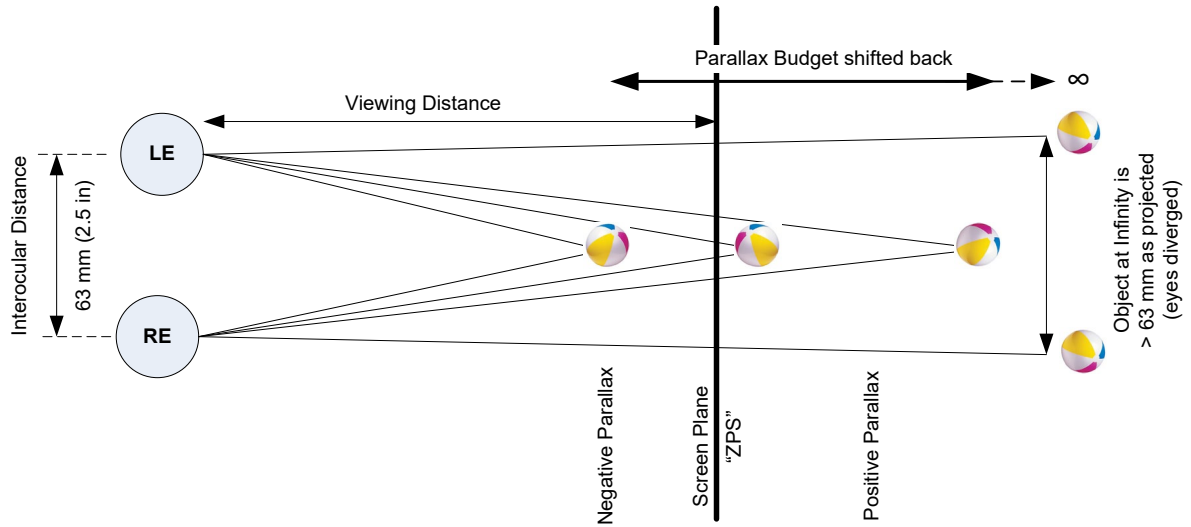 Parallax Budget shifted back
∞
Viewing Distance
LE
RE
Interocular Distance
63 mm (2.5 in)
Negative Parallax
Screen Plane
“ZPS”
Positive Parallax
Object at Infinity is
> 63 mm as projected
(eyes diverged)